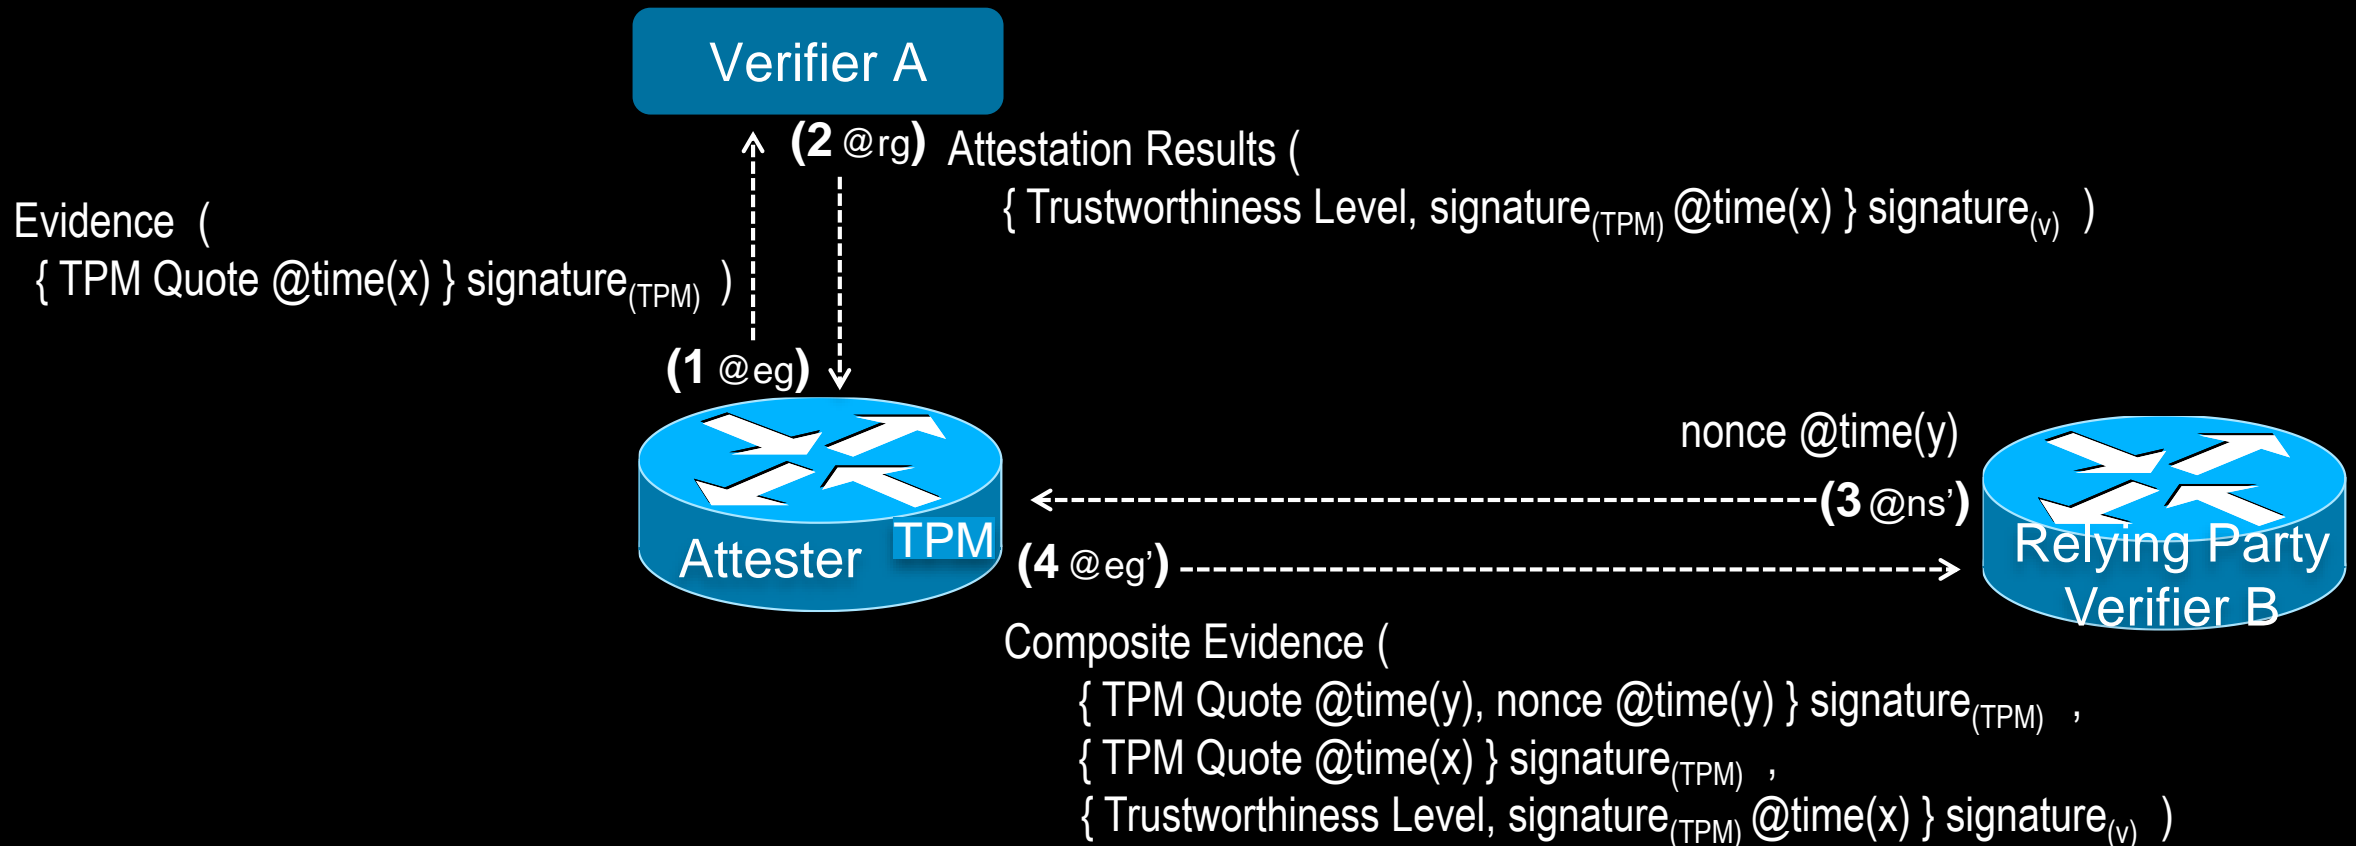 Verifier A
(2 @rg) Attestation Results (
{ Trustworthiness Level, signature(TPM) @time(x) } signature(v) )
Evidence (
{ TPM Quote @time(x) } signature(TPM) )
(1 @eg)
nonce @time(y)
(3 @ns’)
Attester TPM
(4 @eg’)
Relying Party
Verifier B
Composite Evidence (
{ TPM Quote @time(y), nonce @time(y) } signature(TPM) ,
{ TPM Quote @time(x) } signature(TPM) ,
{ Trustworthiness Level, signature(TPM) @time(x) } signature(v) )